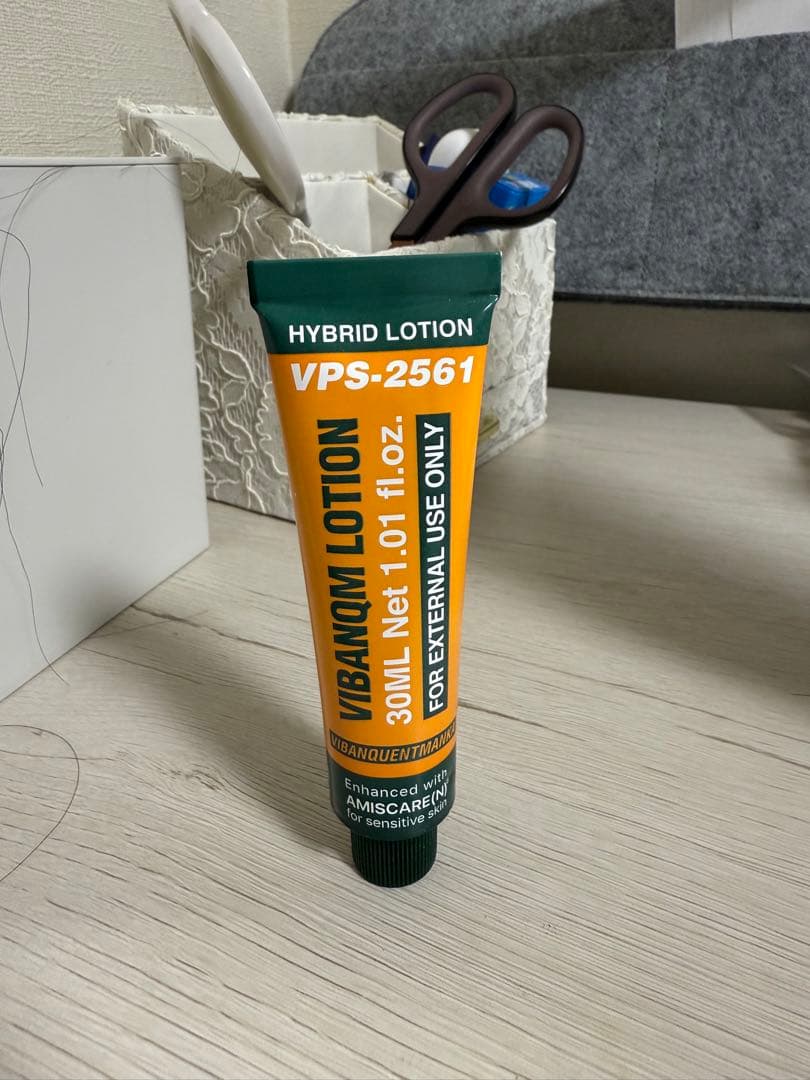 HYBRID LOTION
VPS-2561
VIBANQM LOTION
30ML Net 1.01 fl.oz.
FOR EXTERNAL USE ONLY
Enhanced with
AMISCARE(N)
for sensitive skin